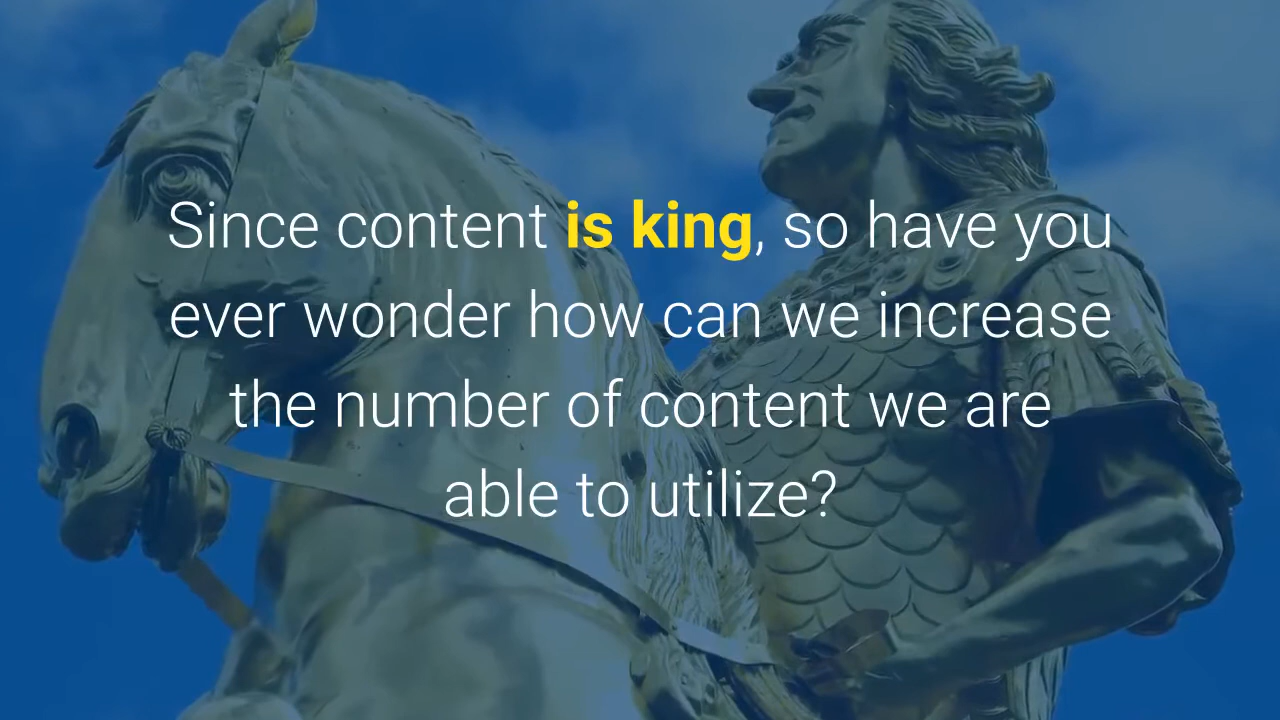 Since content is king, so have you
ever wonder how can we increase
the number of content we are
able to utilize?